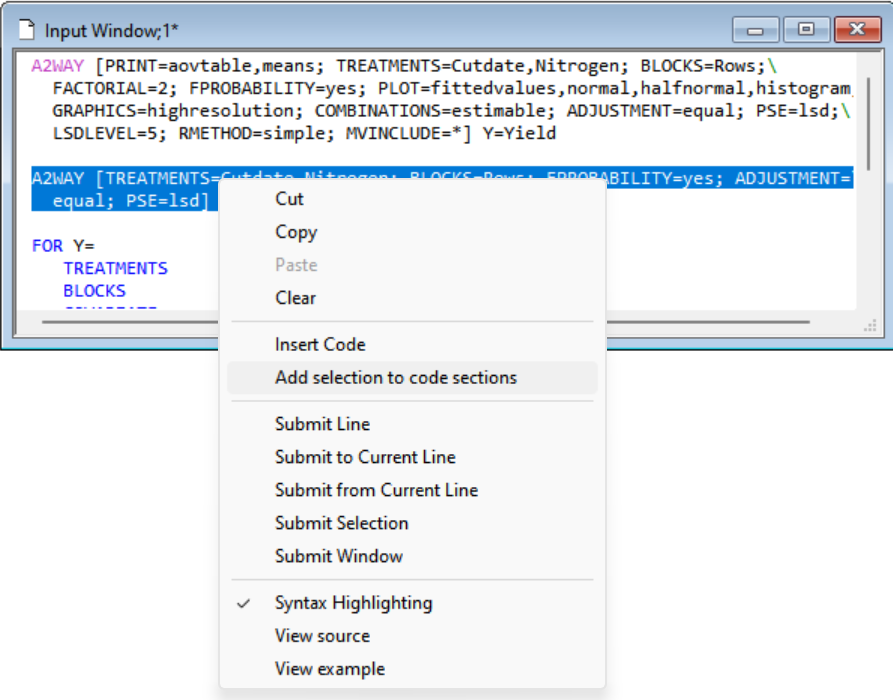 Input Window;1*
A2WAY [PRINT=aovtable,means; TREATMENTS=Cutdate,Nitrogen; BLOCKS=Rows;\
FACTORIAL=2; FPROBABILITY=yes; PLOT=fittedvalues,normal,halfnormal,histogram
GRAPHICS=highresolution; COMBINATIONS=estimable; ADJUSTMENT=equal; PSE=lsd;\
LSDLEVEL=5; RMETHOD=simple; MVINCLUDE=*] Y=Yield
A2WAY [TREATMENTS=Cutdate,Nitrogen; BLOCKS=Rows; FPROBABILITY=yes; ADJUSTMENT=\
equal; PSE=lsd]
FOR Y=
TREATMENTS
BLOCKS
Cut
Copy
Paste
Clear
Insert Code
Add selection to code sections
Submit Line
Submit to Current Line
Submit from Current Line
Submit Selection
Submit Window
Syntax Highlighting
View source
View example